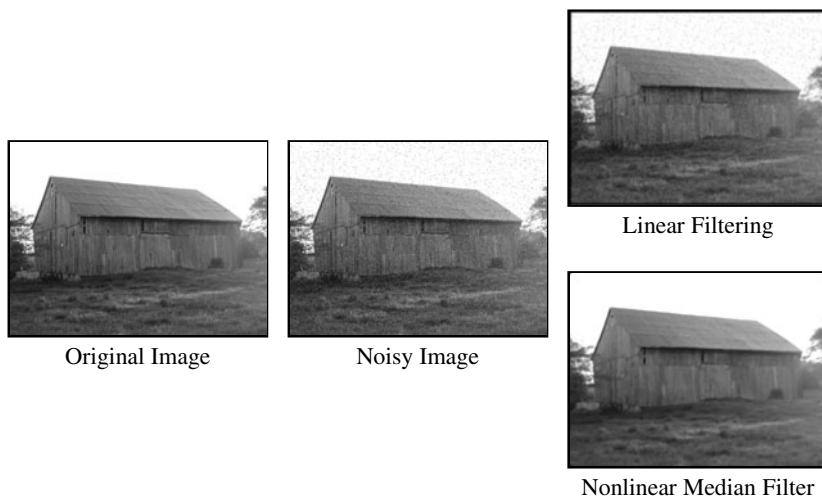 Linear Filtering
Original Image
Noisy Image
Nonlinear Median Filter